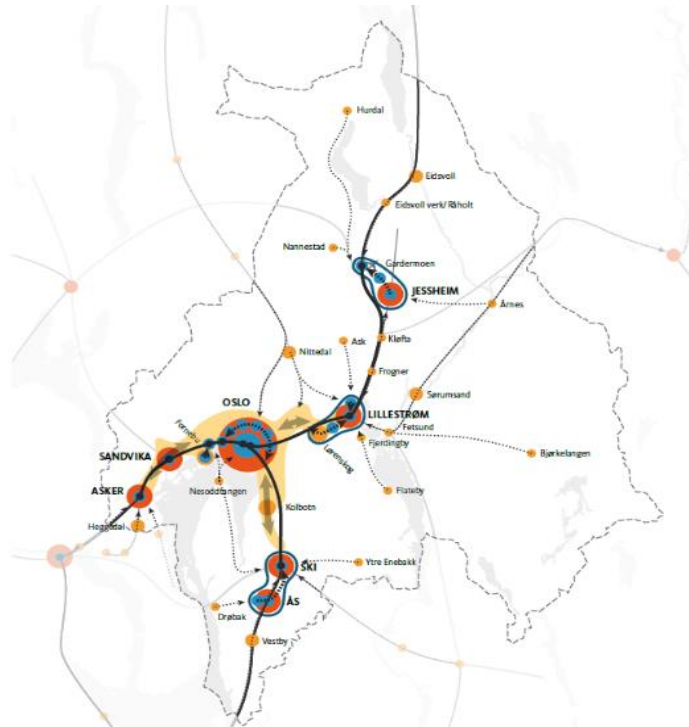 Hurdal
Eidsvoll
Eidsvoll verk/ Råholt
Nannestad
Gardermoen
JESSHEIM
Årnes
Ask
Kløfta
Nittedal
Frogner
OSLO
Sørumsand
LILLESTRØM
Fornebu
Fetsund
Lørenskog
Fjerdingby
SANDVIKA
Bjørkelangen
ASKER
Nesoddtangen
Flateby
Kolbotn
Heggedal
SKI
Ytre Enebakk
ÅS
Drøbak
Vestby